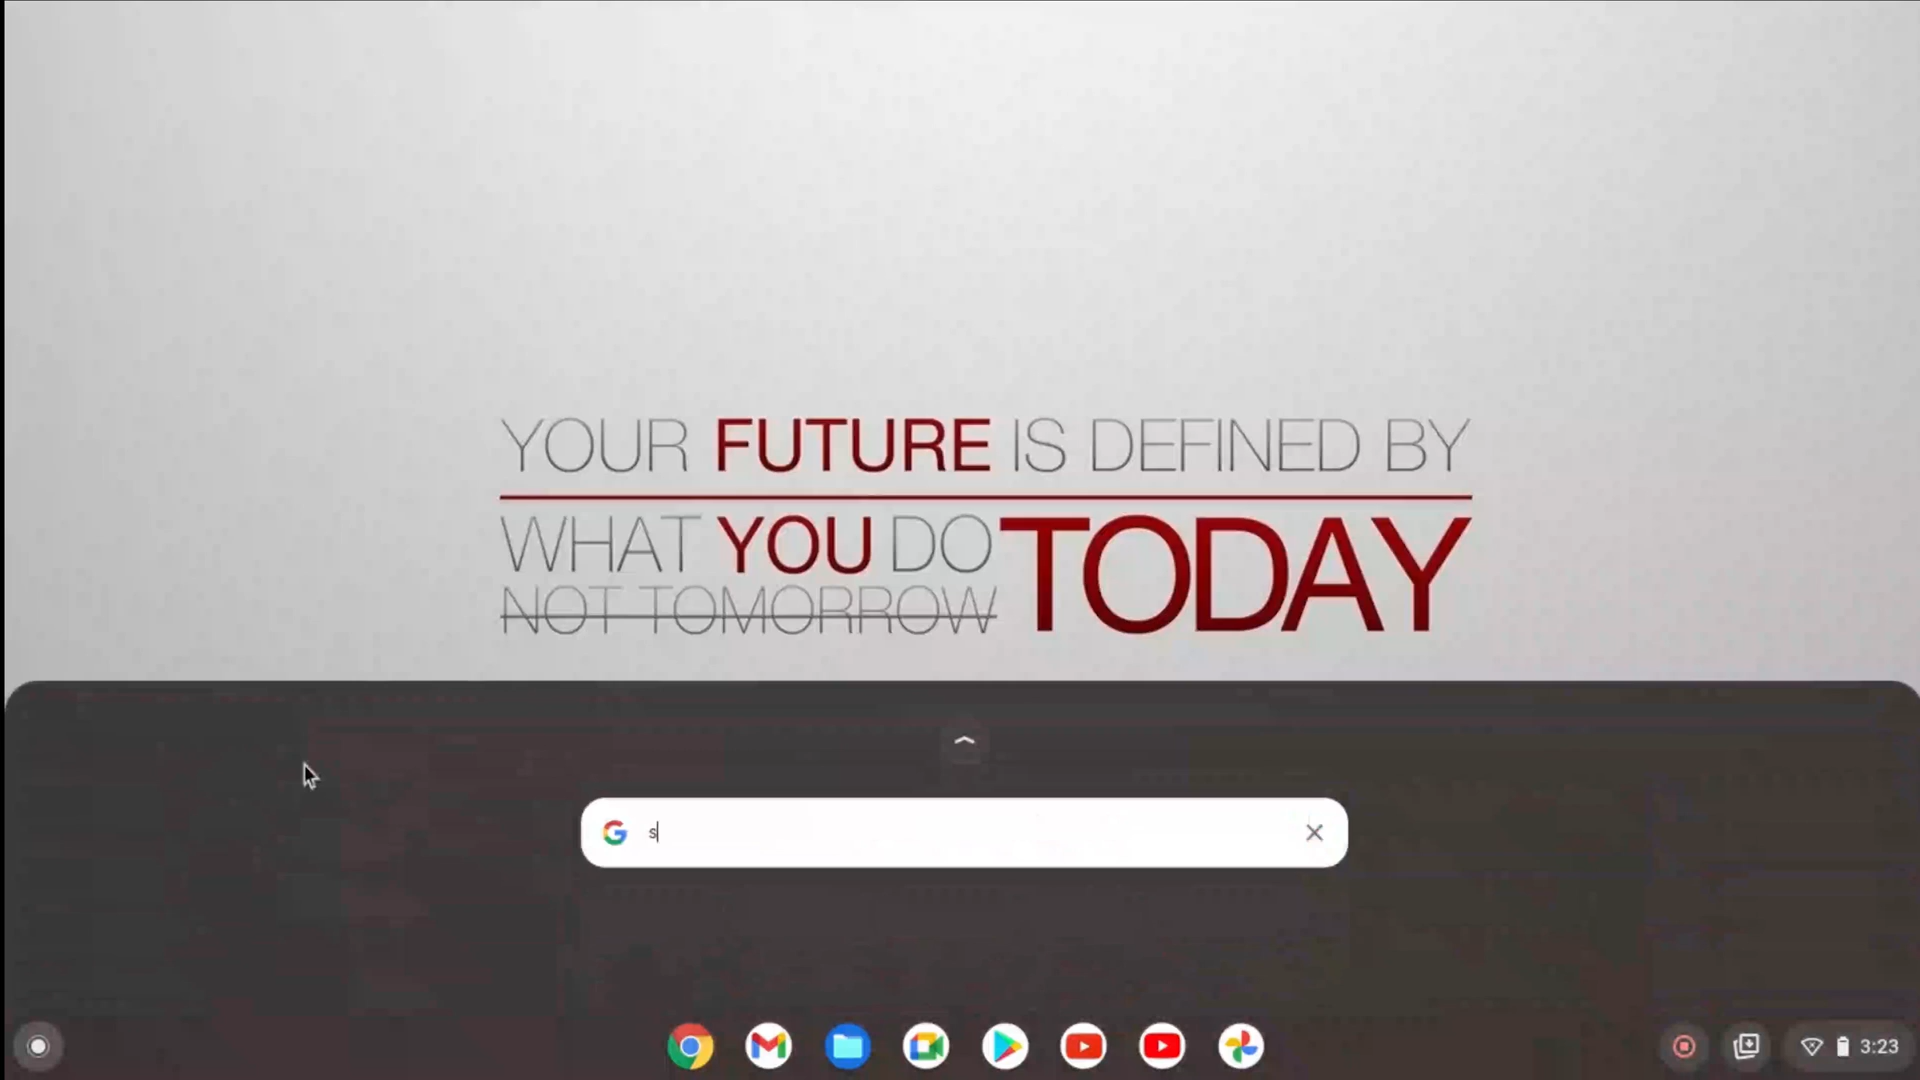 YOUR FUTURE IS DEFINED BY
WHAT YOU DO TODAY
NOT TOMORROW
s
3:23